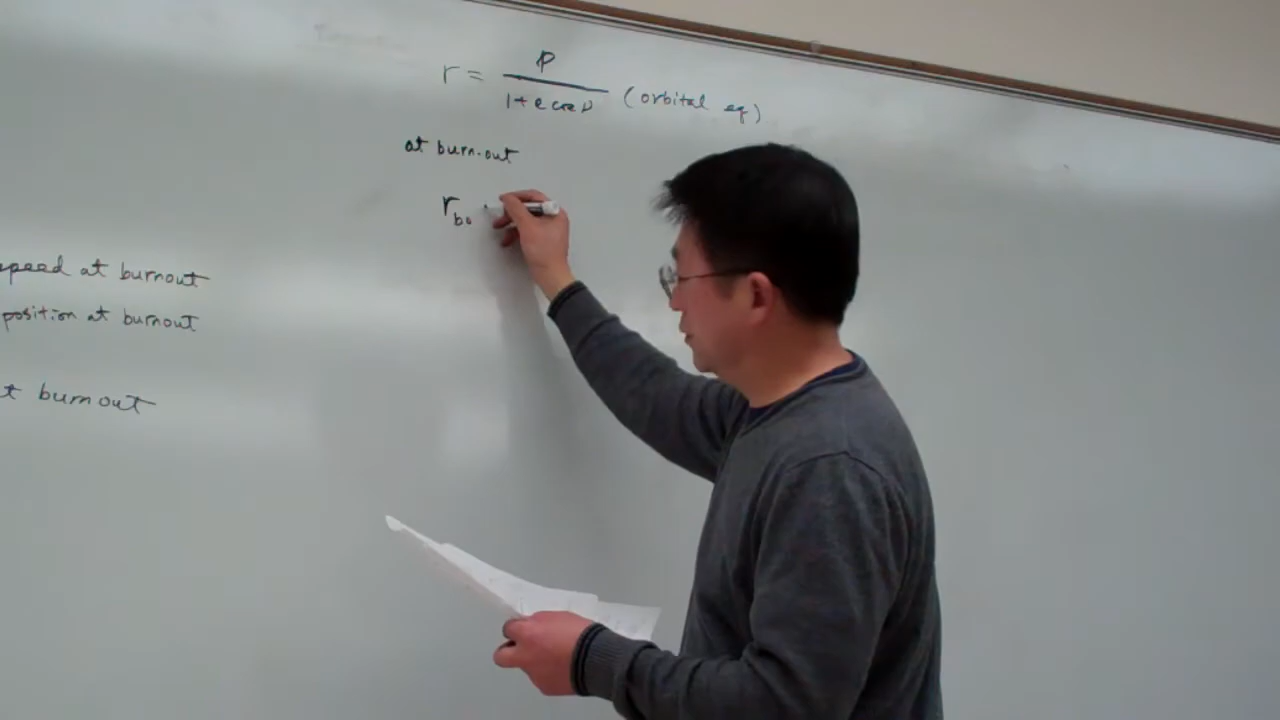 r = p / 1 + e cos ν (orbital eq)
at burn-out
r_bo
speed at burnout
position at burnout
t burnout